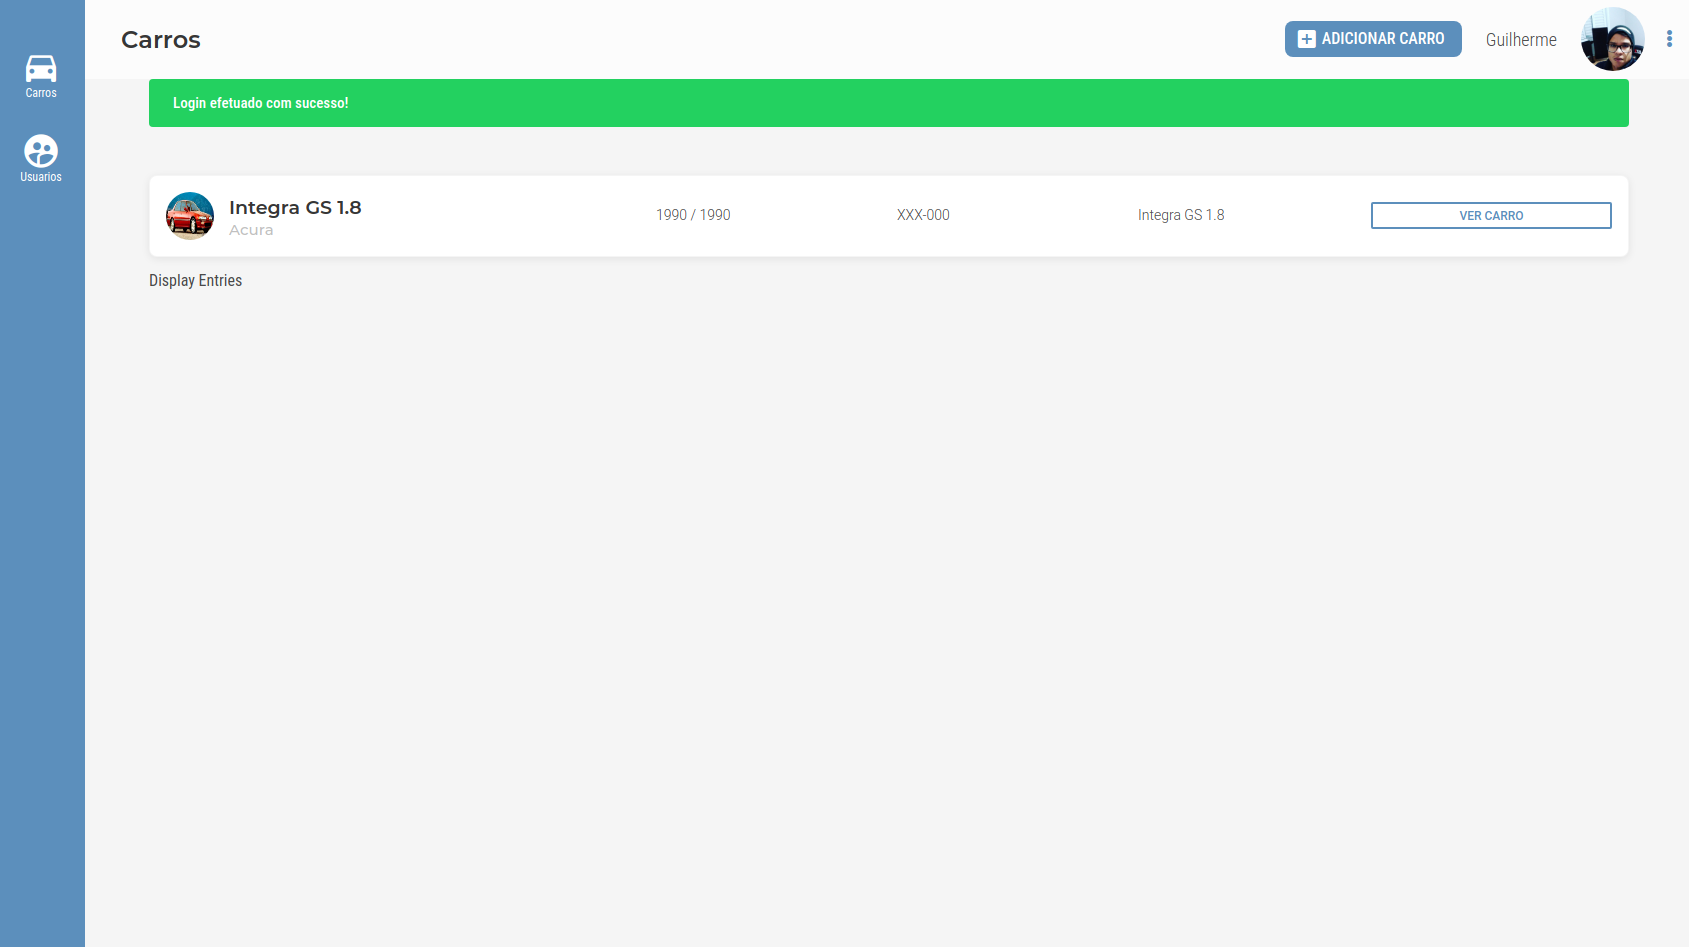 Carros
ADICIONAR CARRO
Guilherme
Carros
Usuarios
Login efetuado com sucesso!
Integra GS 1.8
Acura
1990 / 1990
XXX-000
Integra GS 1.8
VER CARRO
Display Entries